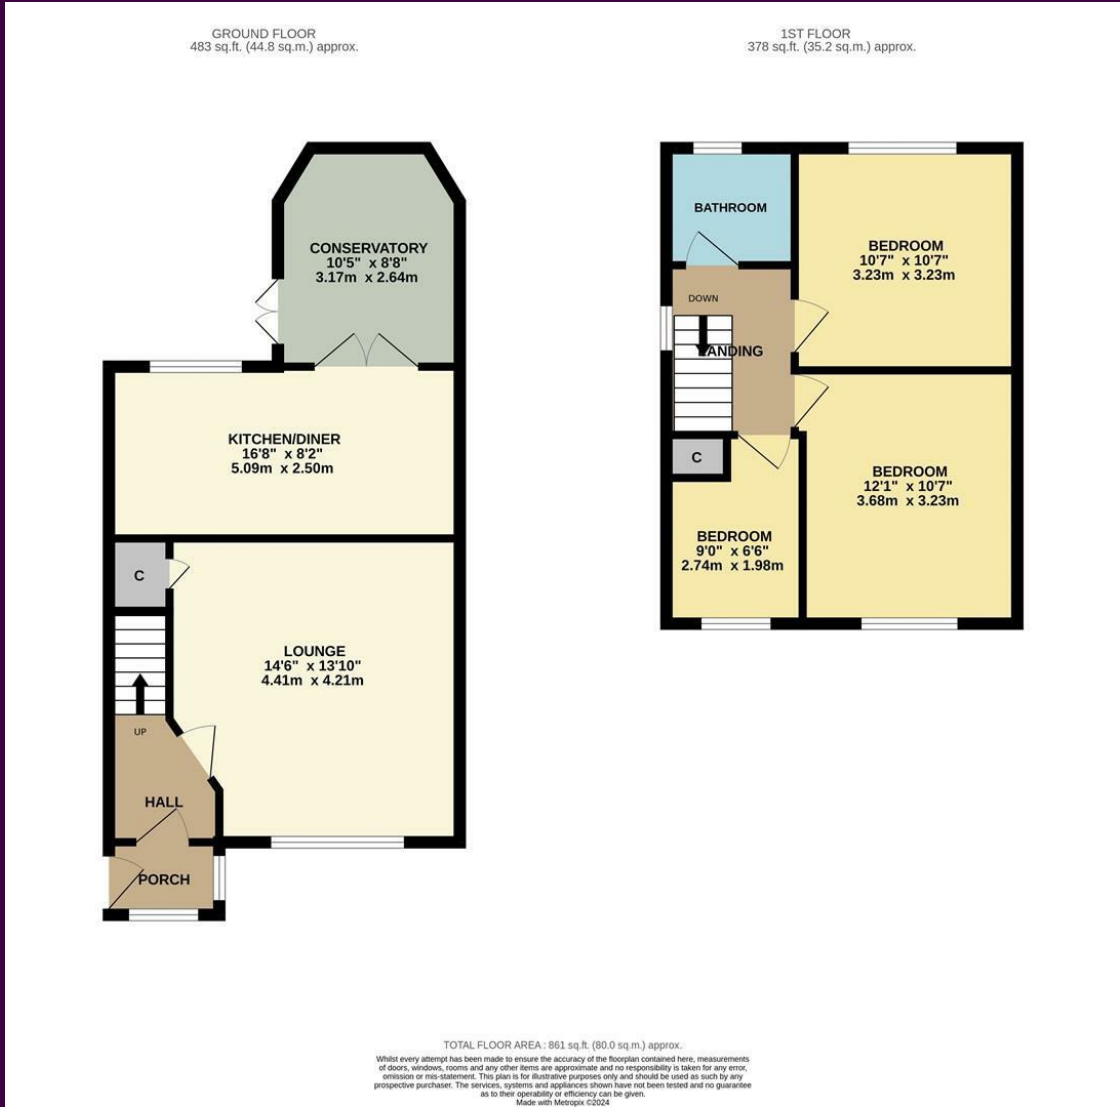 GROUND FLOOR
483 sq.ft. (44.8 sq.m.) approx.
1ST FLOOR
378 sq.ft. (35.2 sq.m.) approx.
CONSERVATORY
10'5" x 8'8"
3.17m x 2.64m
KITCHEN/DINER
16'8" x 8'2"
5.09m x 2.50m
C
LOUNGE
14'6" x 13'10"
4.41m x 4.21m
UP
HALL
PORCH
BATHROOM
BEDROOM
10'7" x 10'7"
3.23m x 3.23m
DOWN
LANDING
C
BEDROOM
12'1" x 10'7"
3.68m x 3.23m
BEDROOM
9'0" x 6'6"
2.74m x 1.98m
TOTAL FLOOR AREA : 861 sq.ft. (80.0 sq.m.) approx.
Whilst every attempt has been made to ensure the accuracy of the floorplan contained here, measurements
of doors, windows, rooms and any other items are approximate and no responsibility is taken for any error,
omission or mis-statement. This plan is for illustrative purposes only and should be used as such by any
prospective purchaser. The services, systems and appliances shown have not been tested and no guarantee
as to their operability or efficiency can be given.
Made with Metropix ©2024